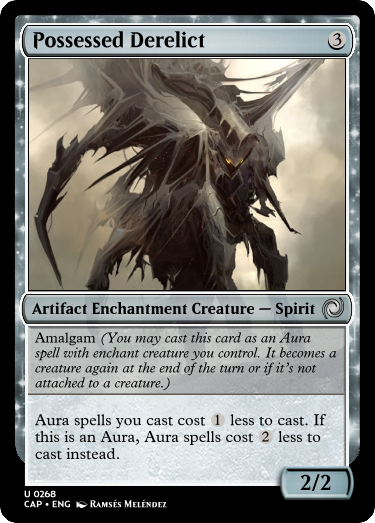 Possessed Derelict 3
Artifact Enchantment Creature — Spirit
Amalgam (You may cast this card as an Aura
spell with enchant creature you control. It becomes a
creature again at the end of the turn or if it's not
attached to a creature.)
Aura spells you cast cost 1 less to cast. If
this is an Aura, Aura spells cost 2 less to
cast instead.
2/2
U 0268
CAP • ENG Ramsés Meléndez